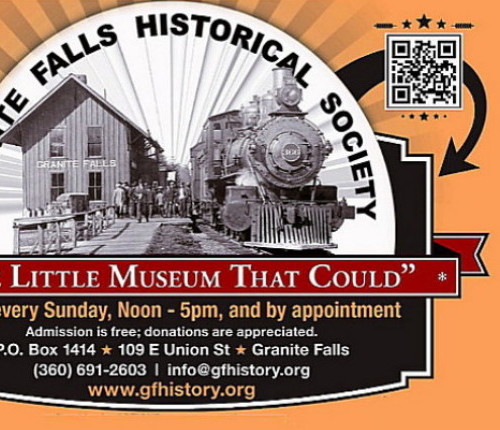 TE FALLS HISTORICAL SOCIETY
GRANITE FALLS
LITTLE MUSEUM THAT COULD” *
every Sunday, Noon - 5pm, and by appointment
Admission is free; donations are appreciated.
P.O. Box 1414 ★ 109 E Union St ★ Granite Falls
(360) 691-2603 | info@gfhistory.org
www.gfhistory.org